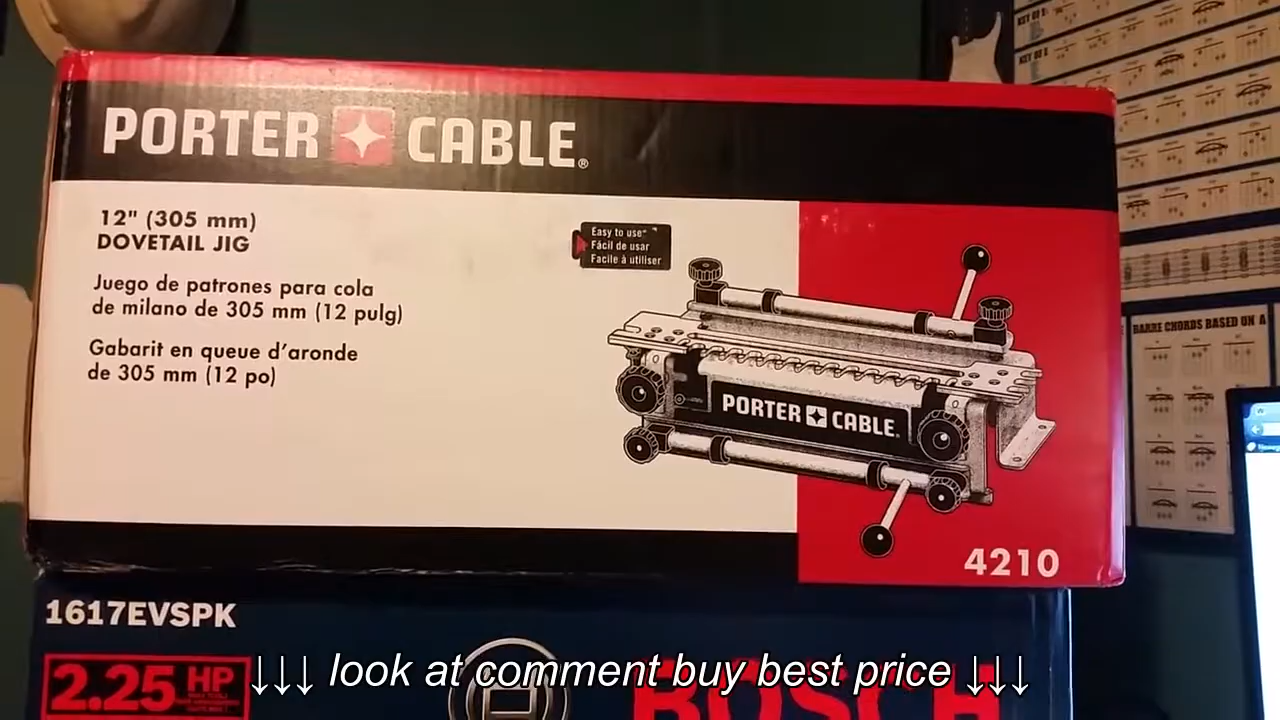 PORTER CABLE®
12" (305 mm)
DOVETAIL JIG
Juego de patrones para cola
de milano de 305 mm (12 pulg)
Gabarit en queue d'aronde
de 305 mm (12 po)
Easy to use
Fácil de usar
Facile à utiliser
PORTER CABLE
4210
BARRE CHORDS BASED ON A
1617EVSPK
2.25 HP
BOSCH
↓↓↓ look at comment buy best price ↓↓↓